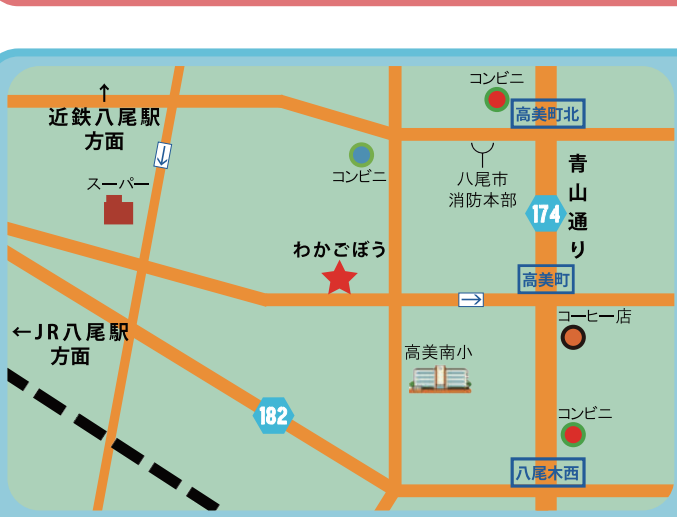 コンビニ
↑
近鉄八尾駅
方面
高美町北
コンビニ
八尾市
消防本部
青山通り
スーパー
174
わかごぼう
→
高美町
↓
コーヒー店
←JR八尾駅
方面
高美南小
182
コンビニ
八尾木西